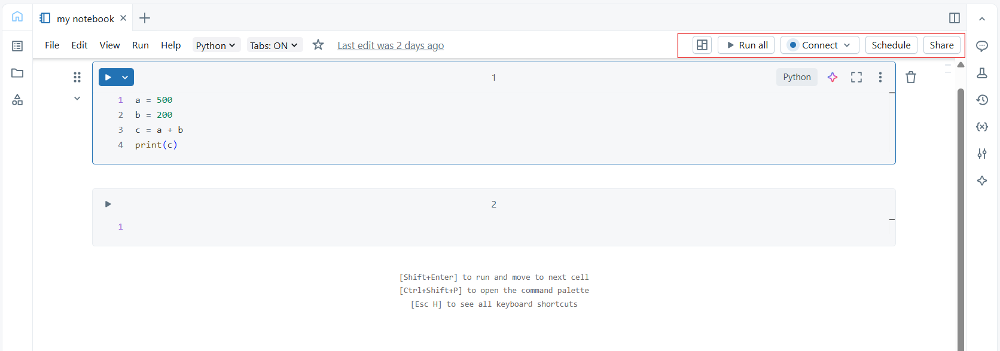 my notebook
File Edit View Run Help Python Tabs: ON Last edit was 2 days ago Run all Connect Schedule Share
1 Python
1 a = 500
2 b = 200
3 c = a + b
4 print(c)
2
1
[Shift+Enter] to run and move to next cell
[Ctrl+Shift+P] to open the command palette
[Esc H] to see all keyboard shortcuts